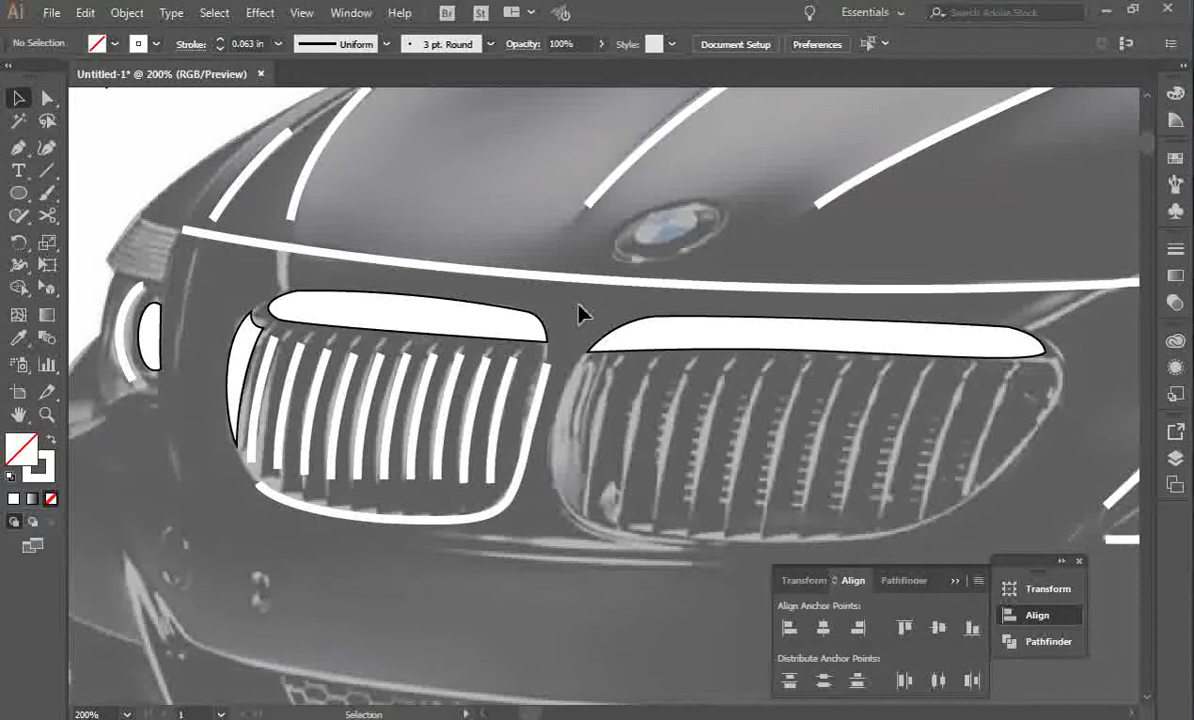 Ai File Edit Object Type Select Effect View Window Help Br St Essentials Search Adobe Stock
No Selection Stroke: 0.063 in Uniform 3 pt. Round Opacity: 100% Style: Document Setup Preferences
Untitled-1* @ 200% (RGB/Preview)
Transform Align Pathfinder
Align Anchor Points:
Distribute Anchor Points:
Transform
Align
Pathfinder
200% 1 Selection